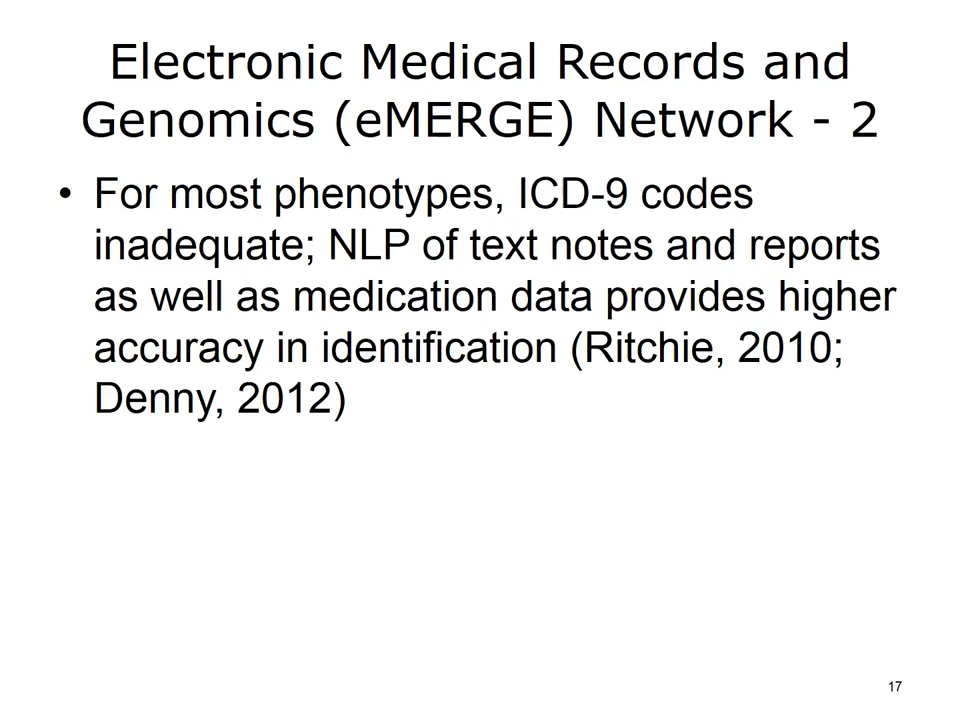 Electronic Medical Records and
Genomics (eMERGE) Network - 2
• For most phenotypes, ICD-9 codes
inadequate; NLP of text notes and reports
as well as medication data provides higher
accuracy in identification (Ritchie, 2010;
Denny, 2012)
17